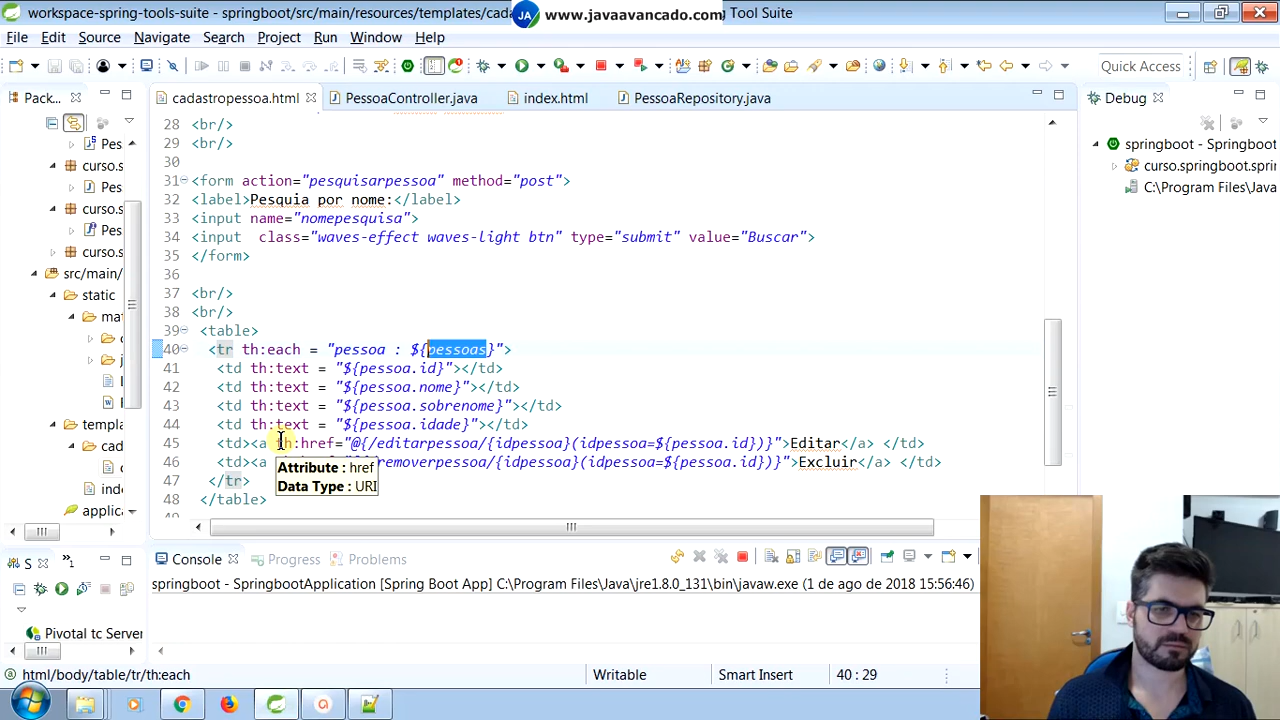 workspace-spring-tools-suite - springboot/src/main/resources/templates/cada
www.javaavancado.com
Tool Suite
File Edit Source Navigate Search Project Run Window Help
Quick Access
Pack...
cadastropessoa.html
PessoaController.java
index.html
PessoaRepository.java
Debug
Pes
curso.s
Pes
curso.s
Pes
curso.s
src/main/
static
mat
templat
cad
inde
applic
28 <br/>
29 <br/>
30
31 <form action="pesquisarpessoa" method="post">
32 <label>Pesquia por nome:</label>
33 <input name="nomepesquisa">
34 <input  class="waves-effect waves-light btn" type="submit" value="Buscar">
35 </form>
36
37 <br/>
38 <br/>
39 <table>
40 <tr th:each = "pessoa : ${pessoas}">
41 <td th:text = "${pessoa.id}"></td>
42 <td th:text = "${pessoa.nome}"></td>
43 <td th:text = "${pessoa.sobrenome}"></td>
44 <td th:text = "${pessoa.idade}"></td>
45 <td><a th:href="@{/editarpessoa/{idpessoa}(idpessoa=${pessoa.id})}">Editar</a> </td>
46 <td><a removerpessoa/{idpessoa}(idpessoa=${pessoa.id})}">Excluir</a> </td>
47 </tr>
48 </table>
Attribute : href
Data Type : URI
springboot - Springboot
curso.springboot.spri
C:\Program Files\Java
S
»1
Console
Progress
Problems
springboot - SpringbootApplication [Spring Boot App] C:\Program Files\Java\jre1.8.0_131\bin\javaw.exe (1 de ago de 2018 15:56:46)
Pivotal tc Server
html/body/table/tr/th:each
Writable
Smart Insert
40 : 29